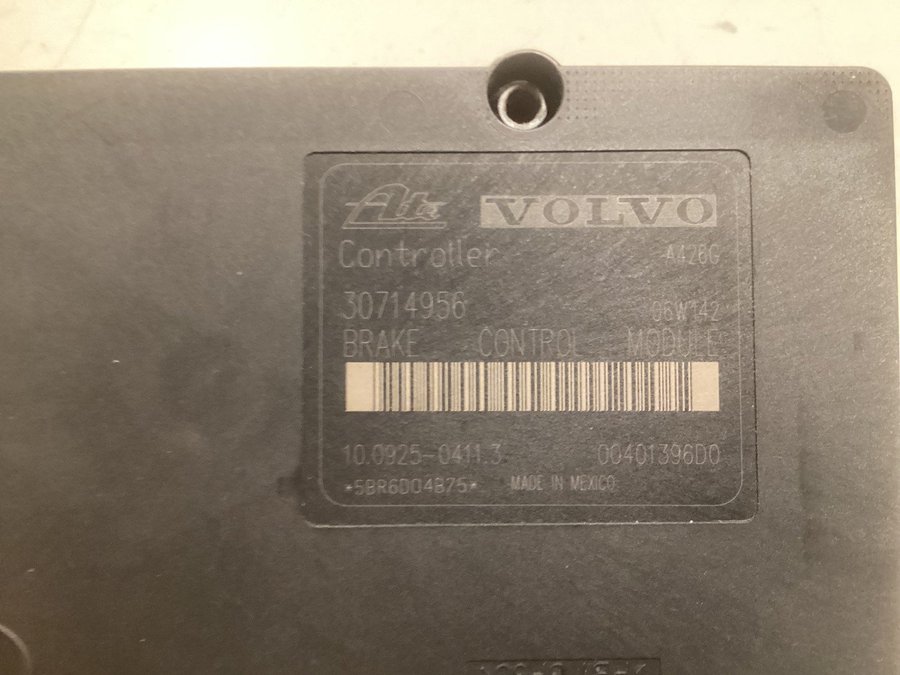 Ate VOLVO
Controller A426G
30714956 06W142
BRAKE CONTROL MODULE
10.0925-0411.3 00401396D0
*5BR6D04B75* MADE IN MEXICO